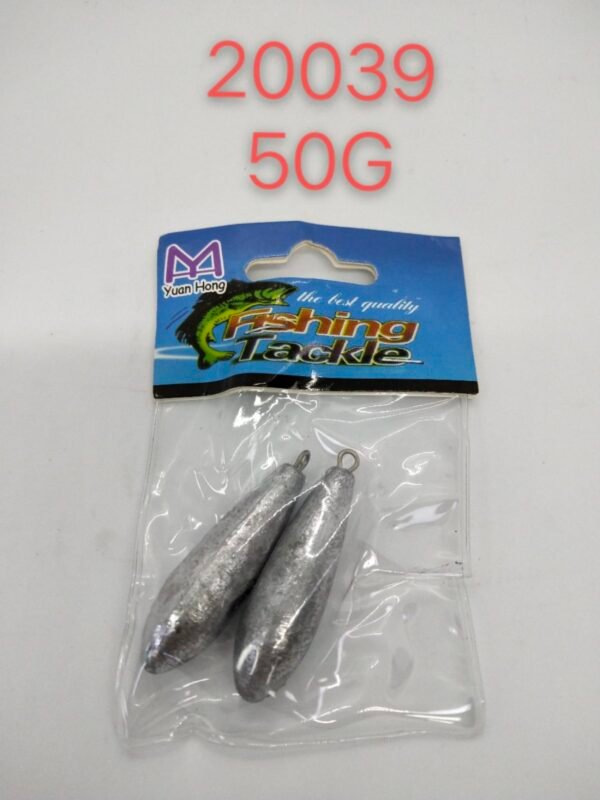 20039
50G
Yuan Hong
the best quality
Fishing
Tackle